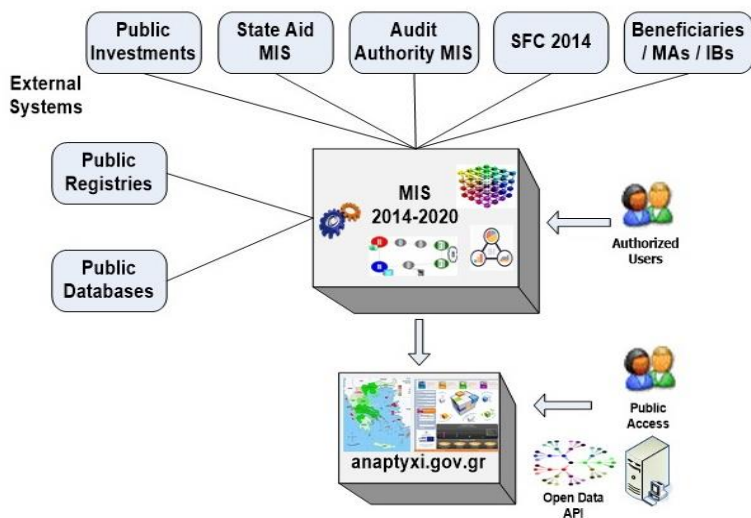 Public
Investments
State Aid
MIS
Audit
Authority MIS
SFC 2014
Beneficiaries
/ MAs / IBs
External
Systems
Public
Registries
Public
Databases
MIS
2014-2020
Authorized
Users
anaptyxi.gov.gr
Public
Access
Open Data
API